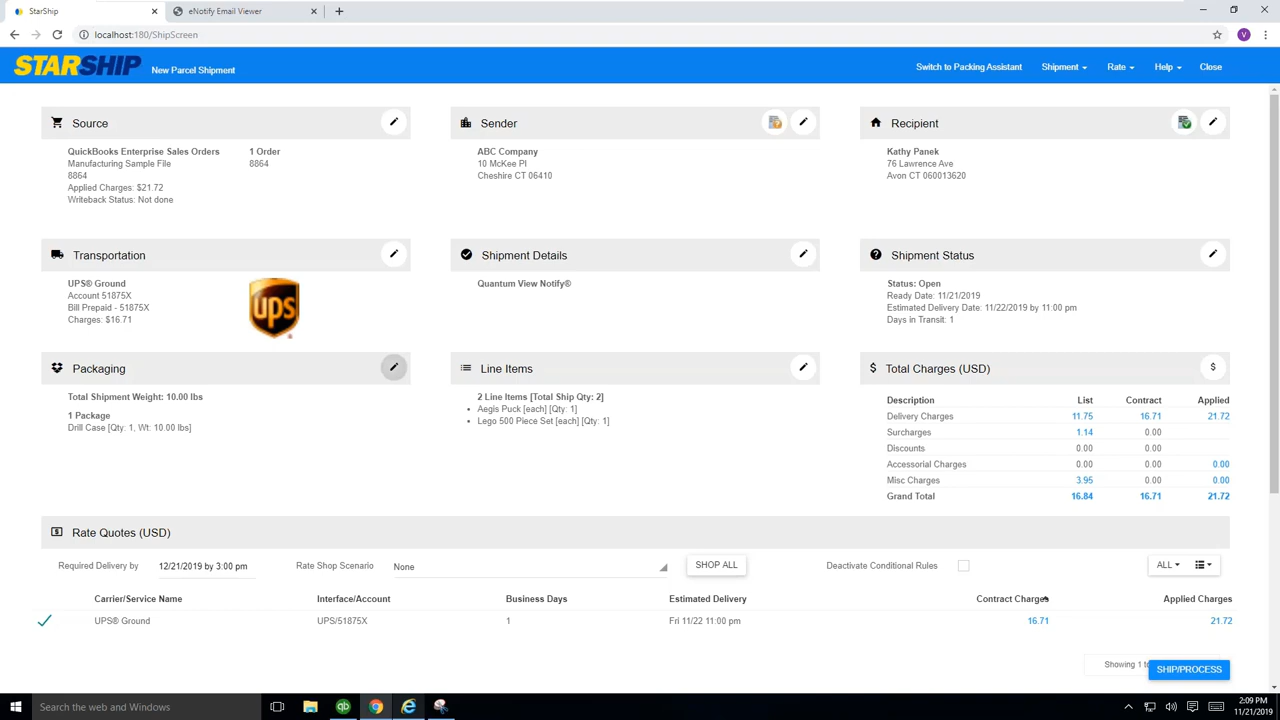 StarShip
eNotify Email Viewer
localhost:180/ShipScreen
V
STARSHIP New Parcel Shipment Switch to Packing Assistant Shipment Rate Help Close
Source
QuickBooks Enterprise Sales Orders 1 Order
Manufacturing Sample File 8864
8864
Applied Charges: $21.72
Writeback Status: Not done
Sender
ABC Company
10 McKee Pl
Cheshire CT 06410
Recipient
Kathy Panek
76 Lawrence Ave
Avon CT 060013620
Transportation
UPS® Ground
Account 51875X
Bill Prepaid - 51875X
Charges: $16.71
ups
Shipment Details
Quantum View Notify®
Shipment Status
Status: Open
Ready Date: 11/21/2019
Estimated Delivery Date: 11/22/2019 by 11:00 pm
Days in Transit: 1
Packaging
Total Shipment Weight: 10.00 lbs
1 Package
Drill Case [Qty: 1, Wt: 10.00 lbs]
Line Items
2 Line Items [Total Ship Qty: 2]
• Aegis Puck [each] [Qty: 1]
• Lego 500 Piece Set [each] [Qty: 1]
$ Total Charges (USD) $
Description List Contract Applied
Delivery Charges 11.75 16.71 21.72
Surcharges 1.14 0.00
Discounts 0.00 0.00
Accessorial Charges 0.00 0.00 0.00
Misc Charges 3.95 0.00 0.00
Grand Total 16.84 16.71 21.72
Rate Quotes (USD)
Required Delivery by 12/21/2019 by 3:00 pm Rate Shop Scenario None SHOP ALL Deactivate Conditional Rules ALL
Carrier/Service Name Interface/Account Business Days Estimated Delivery Contract Charges Applied Charges
UPS® Ground UPS/51875X 1 Fri 11/22 11:00 pm 16.71 21.72
Showing 1 SHIP/PROCESS
Search the web and Windows
2:09 PM
11/21/2019